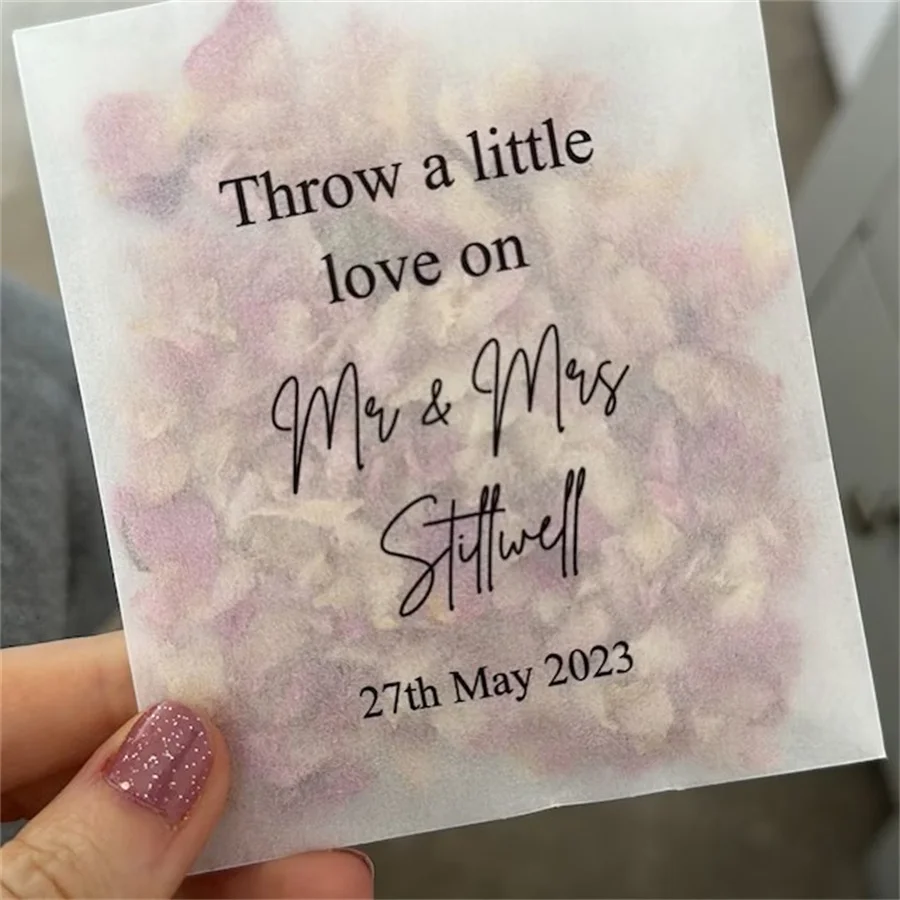 Throw a little
love on
Mr & Mrs
Stillwell
27th May 2023